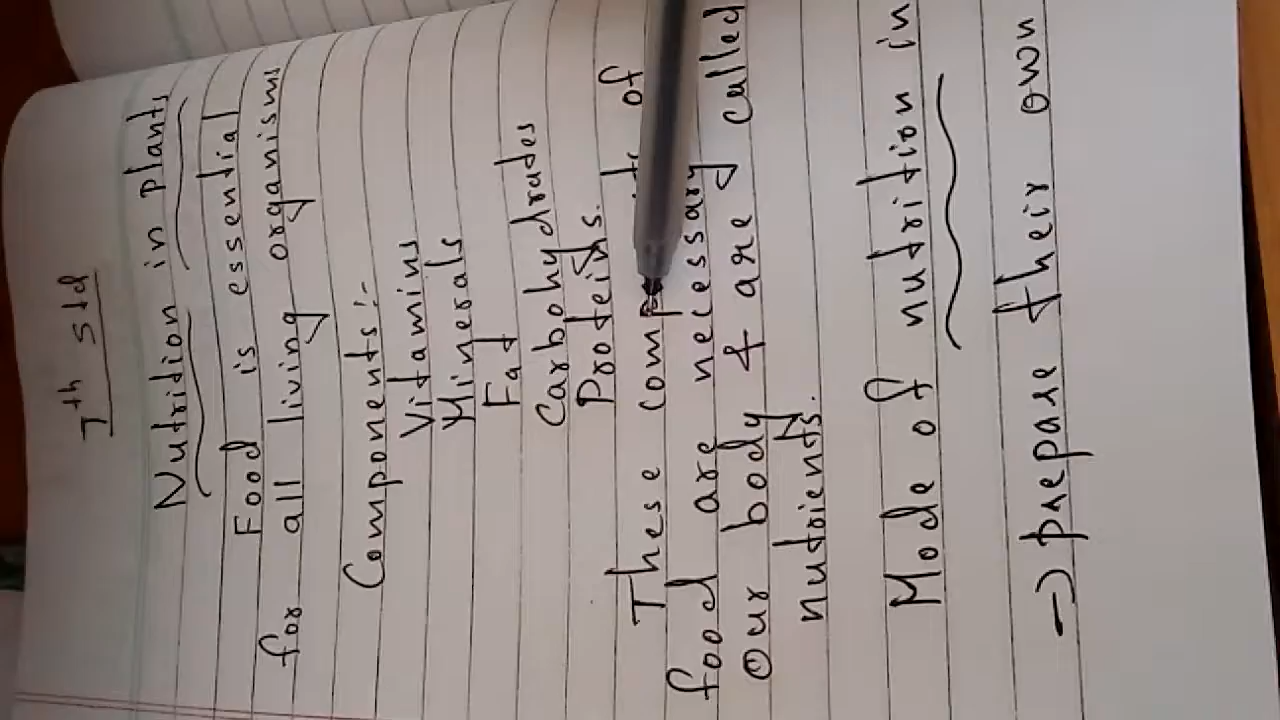 7th std
Nutrition in plants
Food is essential
for all living organisms
Components:-
Vitamins
Minerals
Fat
Carbohydrates
Proteins.
These of
food are necessary
our body & are called
nutrients.
Mode of nutrition in
→ prepare their own